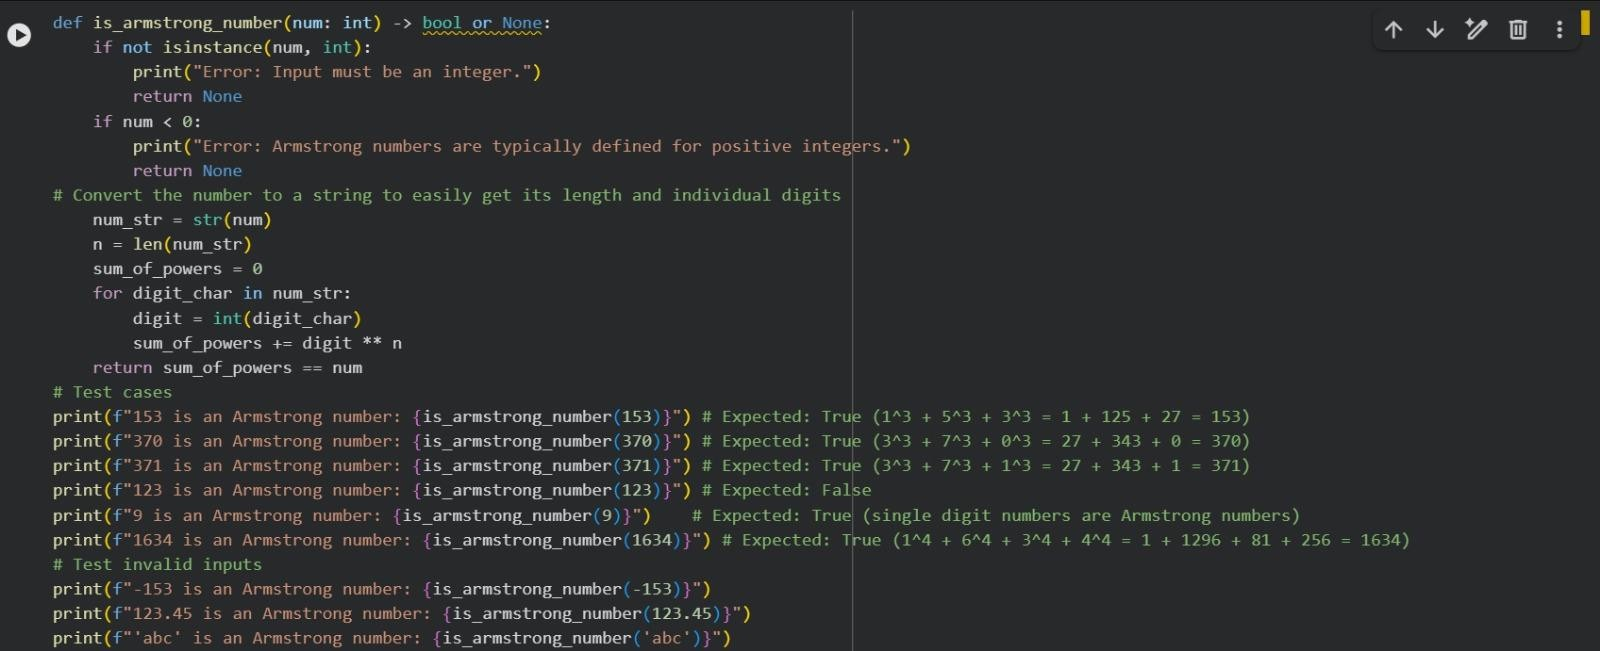 def is_armstrong_number(num: int) -> bool or None:
    if not isinstance(num, int):
        print("Error: Input must be an integer.")
        return None
    if num < 0:
        print("Error: Armstrong numbers are typically defined for positive integers.")
        return None
# Convert the number to a string to easily get its length and individual digits
    num_str = str(num)
    n = len(num_str)
    sum_of_powers = 0
    for digit_char in num_str:
        digit = int(digit_char)
        sum_of_powers += digit ** n
    return sum_of_powers == num
# Test cases
print(f"153 is an Armstrong number: {is_armstrong_number(153)}") # Expected: True (1^3 + 5^3 + 3^3 = 1 + 125 + 27 = 153)
print(f"370 is an Armstrong number: {is_armstrong_number(370)}") # Expected: True (3^3 + 7^3 + 0^3 = 27 + 343 + 0 = 370)
print(f"371 is an Armstrong number: {is_armstrong_number(371)}") # Expected: True (3^3 + 7^3 + 1^3 = 27 + 343 + 1 = 371)
print(f"123 is an Armstrong number: {is_armstrong_number(123)}") # Expected: False
print(f"9 is an Armstrong number: {is_armstrong_number(9)}")    # Expected: True (single digit numbers are Armstrong numbers)
print(f"1634 is an Armstrong number: {is_armstrong_number(1634)}") # Expected: True (1^4 + 6^4 + 3^4 + 4^4 = 1 + 1296 + 81 + 256 = 1634)
# Test invalid inputs
print(f"-153 is an Armstrong number: {is_armstrong_number(-153)}")
print(f"123.45 is an Armstrong number: {is_armstrong_number(123.45)}")
print(f"'abc' is an Armstrong number: {is_armstrong_number('abc')}")